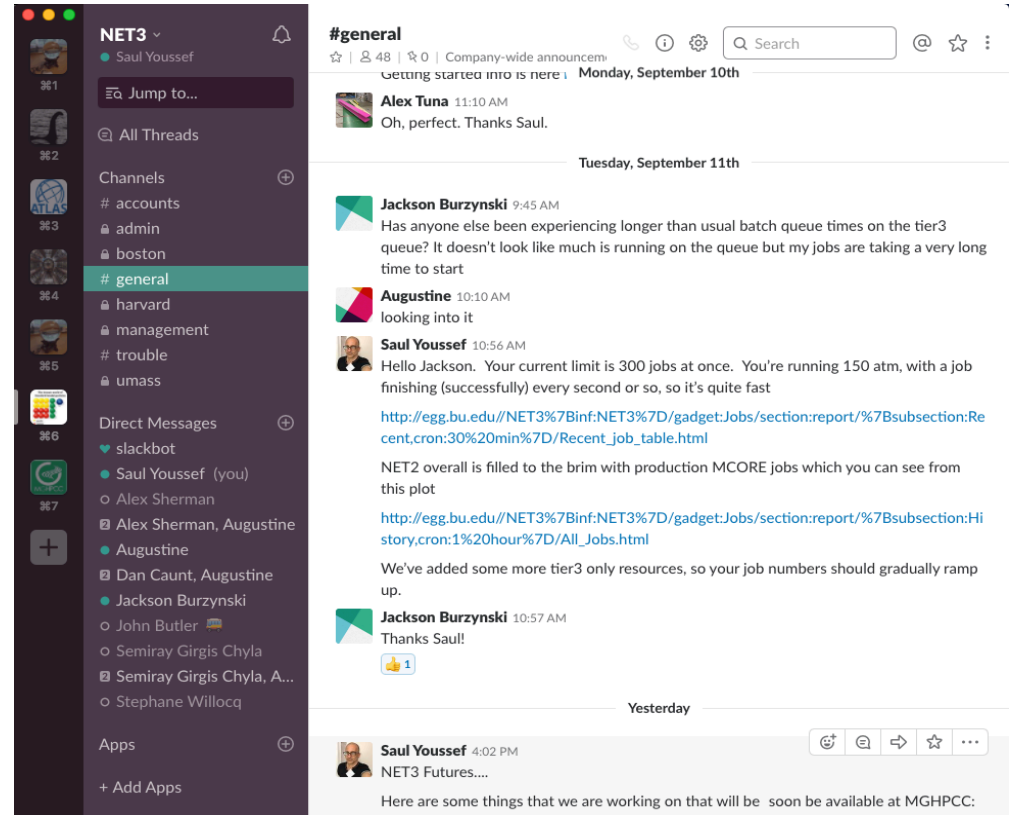 ⌘1
⌘2
ATLAS
⌘3
⌘4
⌘5
⌘6
⌘7
NET3
Saul Youssef
Jump to...
All Threads
Channels
# accounts
admin
boston
# general
harvard
management
# trouble
umass
Direct Messages
slackbot
Saul Youssef (you)
Alex Sherman
2 Alex Sherman, Augustine
Augustine
2 Dan Caunt, Augustine
Jackson Burzynski
John Butler
Semiray Girgis Chyla
2 Semiray Girgis Chyla, A...
Stephane Willocq
Apps
+ Add Apps
#general
48 | 0 | Company-wide announcem
Search
Getting started info is here
Monday, September 10th
Alex Tuna 11:10 AM
Oh, perfect. Thanks Saul.
Tuesday, September 11th
Jackson Burzynski 9:45 AM
Has anyone else been experiencing longer than usual batch queue times on the tier3
queue? It doesn't look like much is running on the queue but my jobs are taking a very long
time to start
Augustine 10:10 AM
looking into it
Saul Youssef 10:56 AM
Hello Jackson.  Your current limit is 300 jobs at once.  You're running 150 atm, with a job
finishing (successfully) every second or so, so it's quite fast
http://egg.bu.edu//NET3%7Binf:NET3%7D/gadget:Jobs/section:report/%7Bsubsection:Re
cent,cron:30%20min%7D/Recent_job_table.html
NET2 overall is filled to the brim with production MCORE jobs which you can see from
this plot
http://egg.bu.edu//NET3%7Binf:NET3%7D/gadget:Jobs/section:report/%7Bsubsection:Hi
story,cron:1%20hour%7D/All_Jobs.html
We've added some more tier3 only resources, so your job numbers should gradually ramp
up.
Jackson Burzynski 10:57 AM
Thanks Saul!
1
Yesterday
Saul Youssef 4:02 PM
NET3 Futures....
Here are some things that we are working on that will be  soon be available at MGHPCC: